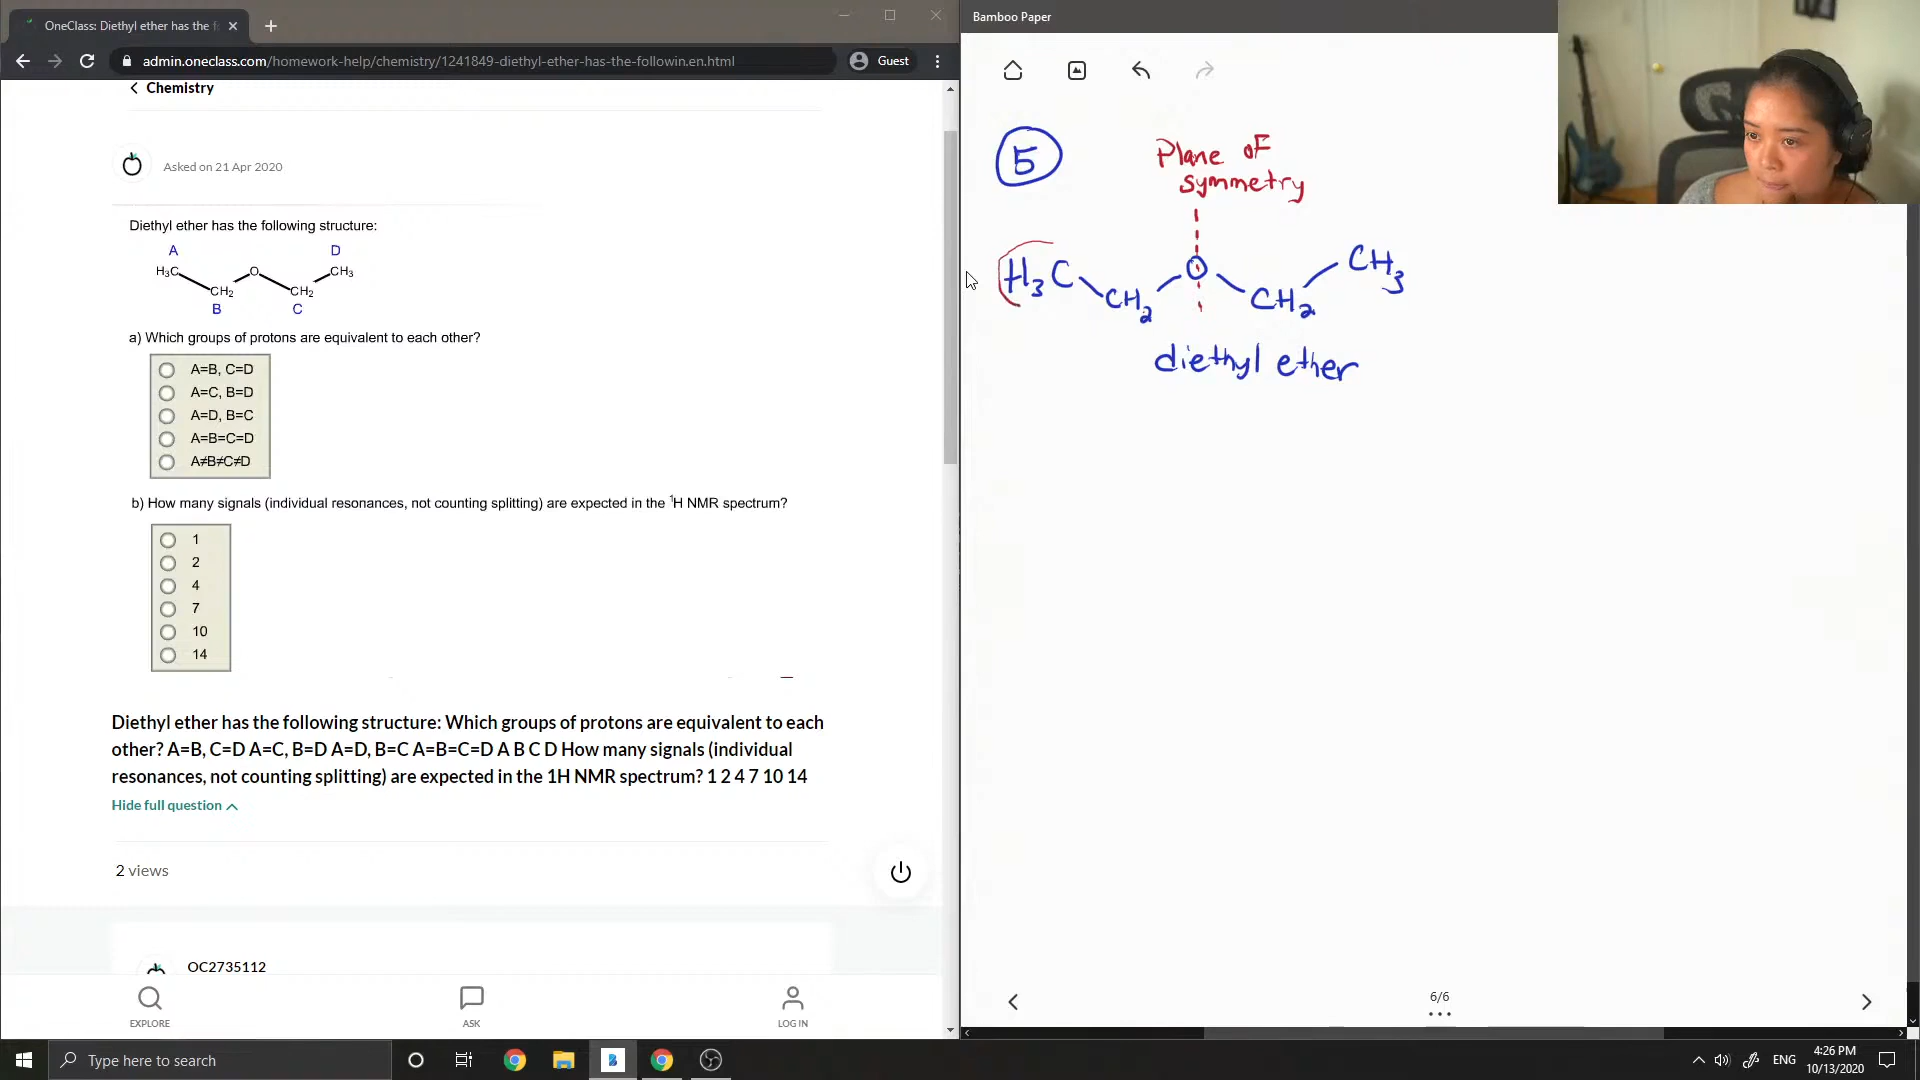 OneClass: Diethyl ether has the f
admin.oneclass.com/homework-help/chemistry/1241849-diethyl-ether-has-the-followin.en.html
Guest
Chemistry
Asked on 21 Apr 2020
Diethyl ether has the following structure:
A
D
H3C
O
CH3
CH2
CH2
B
C
a) Which groups of protons are equivalent to each other?
A=B, C=D
A=C, B=D
A=D, B=C
A=B=C=D
A≠B≠C≠D
b) How many signals (individual resonances, not counting splitting) are expected in the 1H NMR spectrum?
1
2
4
7
10
14
Diethyl ether has the following structure: Which groups of protons are equivalent to each
other? A=B, C=D A=C, B=D A=D, B=C A=B=C=D A B C D How many signals (individual
resonances, not counting splitting) are expected in the 1H NMR spectrum? 1 2 4 7 10 14
Hide full question
2 views
OC2735112
EXPLORE
ASK
LOG IN
Bamboo Paper
5
Plane of
symmetry
H3C
CH2
O
CH2
CH3
diethyl ether
6/6
Type here to search
ENG
4:26 PM
10/13/2020